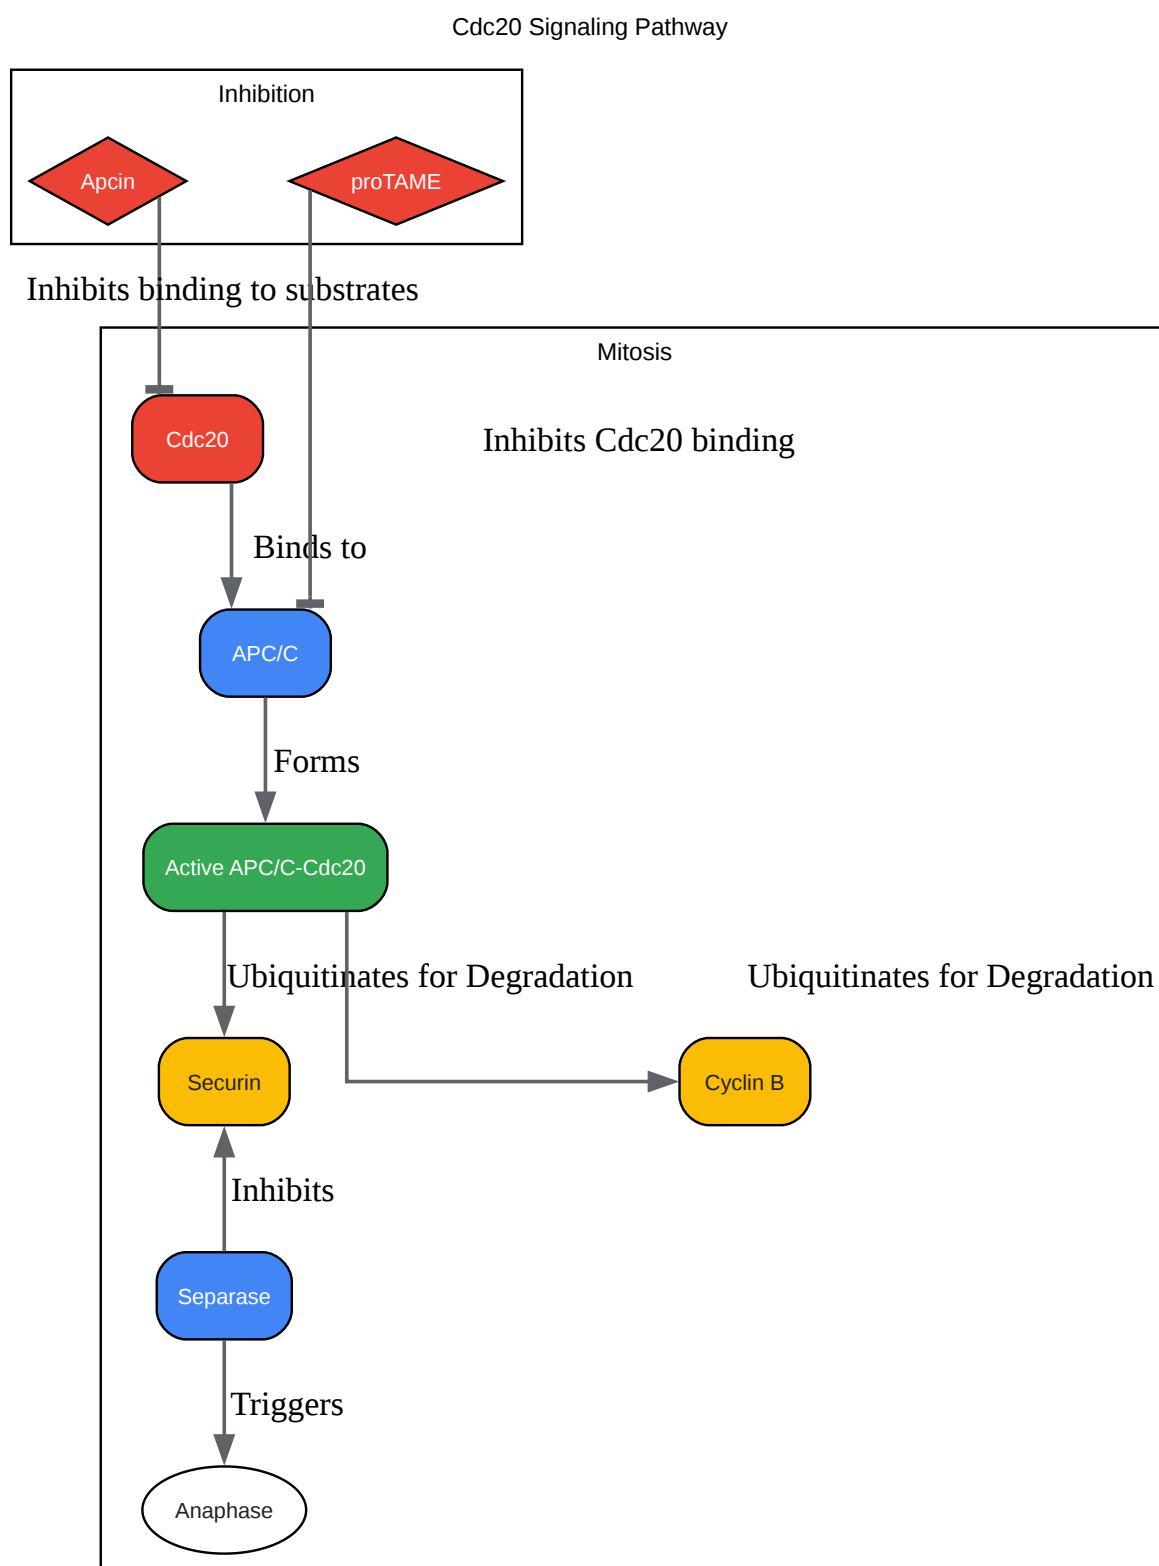 Cdc20 Signaling Pathway
Inhibition
Apcin
proTAME
Inhibits binding to substrates
Mitosis
Cdc20
Inhibits Cdc20 binding
Binds to
APC/C
Forms
Active APC/C-Cdc20
Ubiquitinates for Degradation
Ubiquitinates for Degradation
Securin
Cyclin B
Inhibits
Separase
Triggers
Anaphase